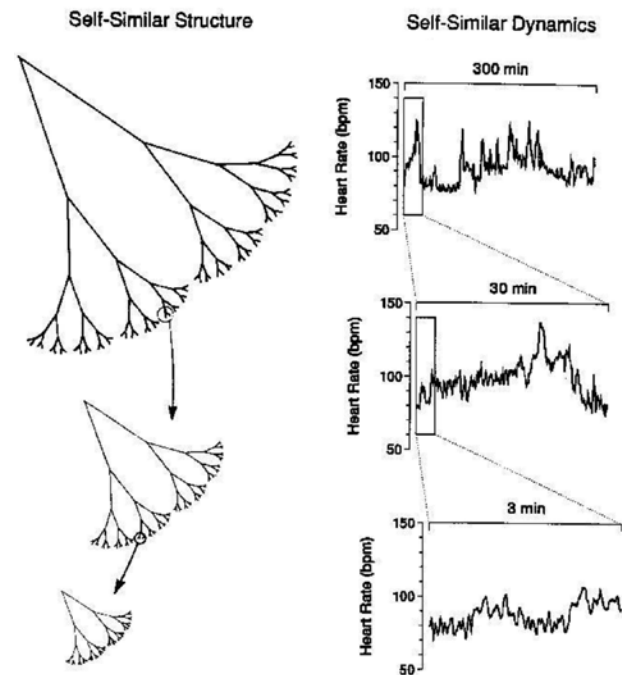 Self-Similar Structure
Self-Similar Dynamics
300 min
150
100
50
Heart Rate (bpm)
30 min
150
100
50
Heart Rate (bpm)
3 min
150
100
50
Heart Rate (bpm)